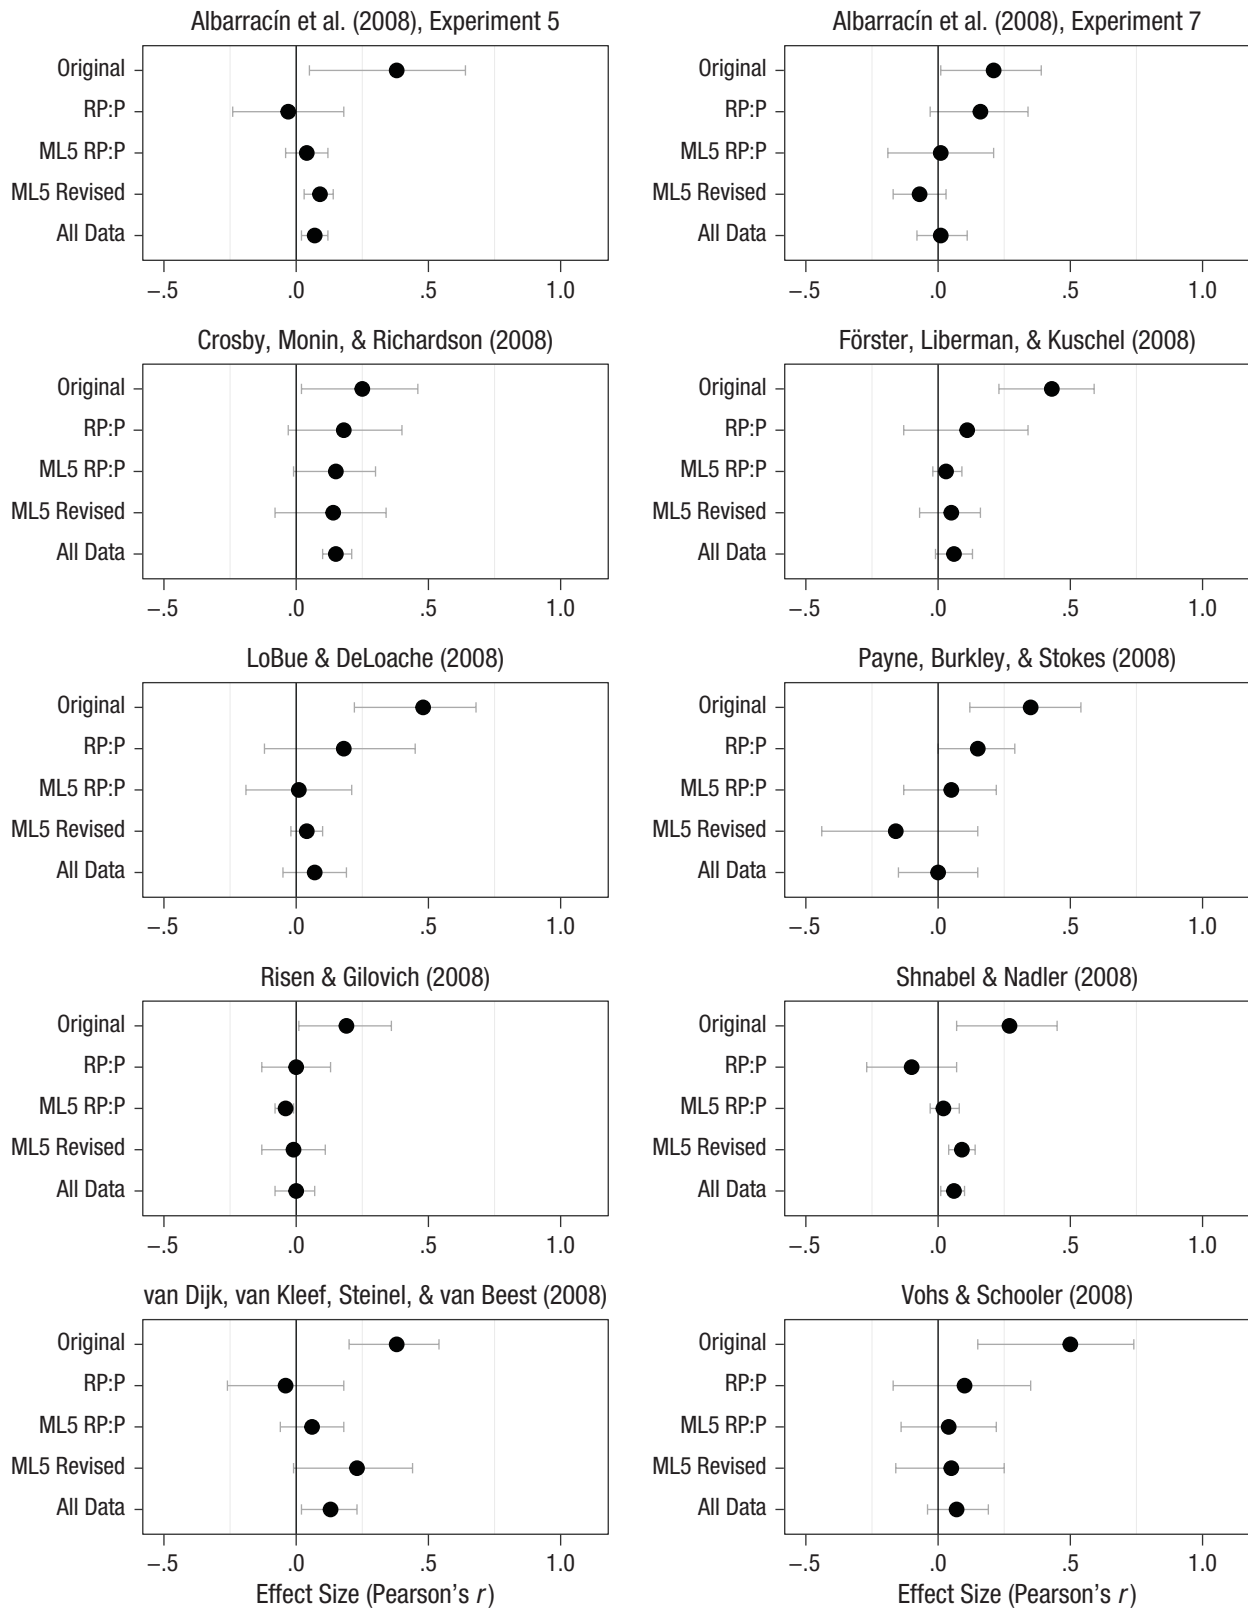 Albarracín et al. (2008), Experiment 5
Original
RP:P
ML5 RP:P
ML5 Revised
All Data
–.5 .0 .5 1.0
Albarracín et al. (2008), Experiment 7
Original
RP:P
ML5 RP:P
ML5 Revised
All Data
–.5 .0 .5 1.0
Crosby, Monin, & Richardson (2008)
Original
RP:P
ML5 RP:P
ML5 Revised
All Data
–.5 .0 .5 1.0
Förster, Liberman, & Kuschel (2008)
Original
RP:P
ML5 RP:P
ML5 Revised
All Data
–.5 .0 .5 1.0
LoBue & DeLoache (2008)
Original
RP:P
ML5 RP:P
ML5 Revised
All Data
–.5 .0 .5 1.0
Payne, Burkley, & Stokes (2008)
Original
RP:P
ML5 RP:P
ML5 Revised
All Data
–.5 .0 .5 1.0
Risen & Gilovich (2008)
Original
RP:P
ML5 RP:P
ML5 Revised
All Data
–.5 .0 .5 1.0
Shnabel & Nadler (2008)
Original
RP:P
ML5 RP:P
ML5 Revised
All Data
–.5 .0 .5 1.0
van Dijk, van Kleef, Steinel, & van Beest (2008)
Original
RP:P
ML5 RP:P
ML5 Revised
All Data
–.5 .0 .5 1.0
Effect Size (Pearson's r)
Vohs & Schooler (2008)
Original
RP:P
ML5 RP:P
ML5 Revised
All Data
–.5 .0 .5 1.0
Effect Size (Pearson's r)